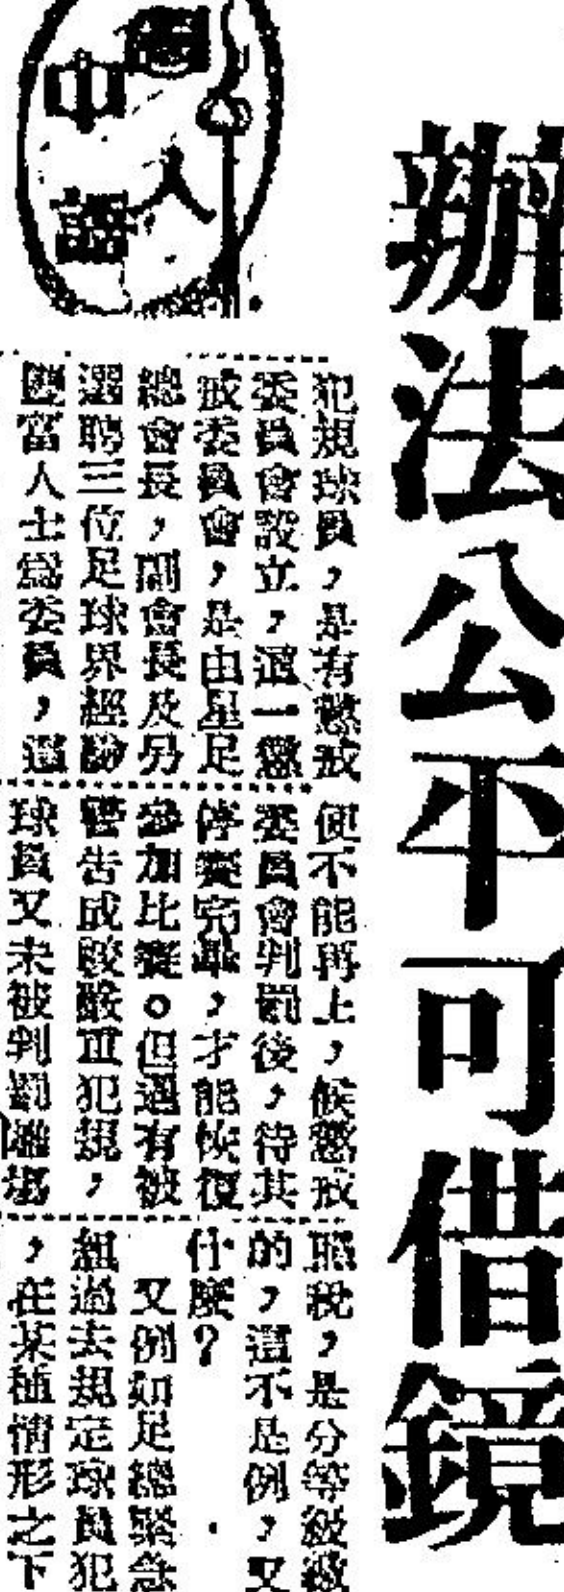 辦法公平可借鏡
圈中人語
犯規球員，是有懲戒
委員會設立，這一懲
戒委員會，是由星足
總會長，副會長及另
選聘三位足球界經驗
豐富人士為委員，這
便不能再上，候懲戒
委員會判罰後，待其
停賽完畢，才能恢復
參加比賽。但遇有被
警告或較嚴重犯規，
球員又未被判罰離場
照稅，是分等級繳
的，這不是例，又
什麼？
又例如足總緊急
組過去規定球員犯
，在某種情形之下